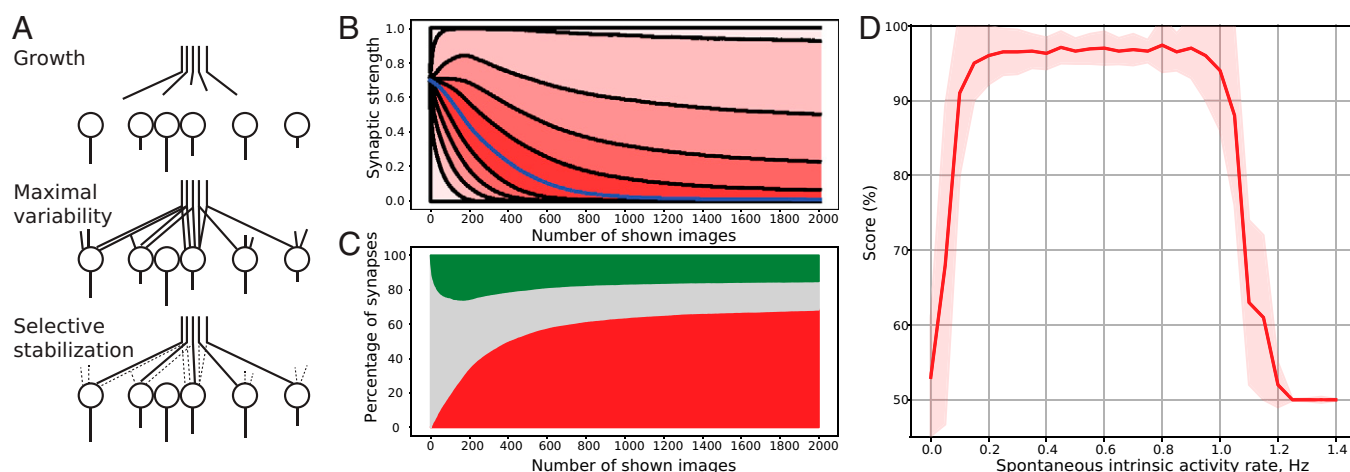 A
Growth
Maximal
variability
Selective
stabilization
B
Synaptic strength
1.0
0.8
0.6
0.4
0.2
0.0
0 200 400 600 800 1000 1200 1400 1600 1800 2000
Number of shown images
C
Percentage of synapses
100
80
60
40
20
0
0 200 400 600 800 1000 1200 1400 1600 1800 2000
Number of shown images
D
Score (%)
100
90
80
70
60
50
0.0 0.2 0.4 0.6 0.8 1.0 1.2 1.4
Spontaneous intrinsic activity rate, Hz